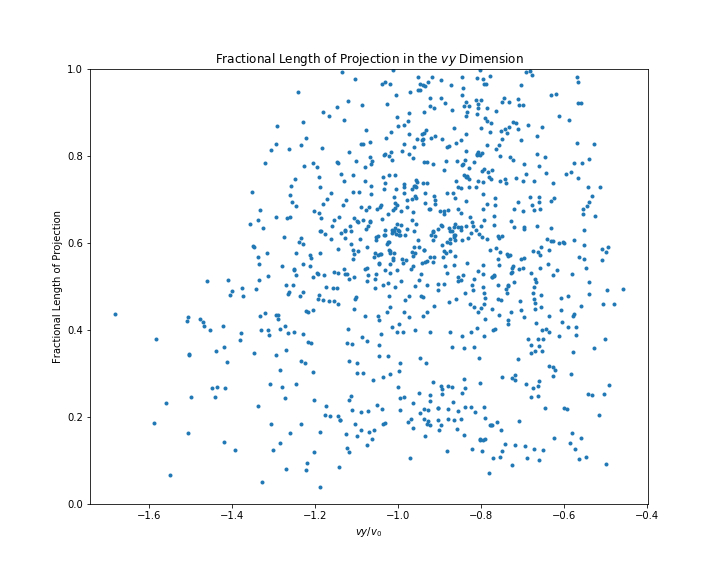 Fractional Length of Projection in the vy Dimension
Fractional Length of Projection
1.0
0.8
0.6
0.4
0.2
0.0
−1.6 −1.4 −1.2 −1.0 −0.8 −0.6 −0.4
vy/v₀